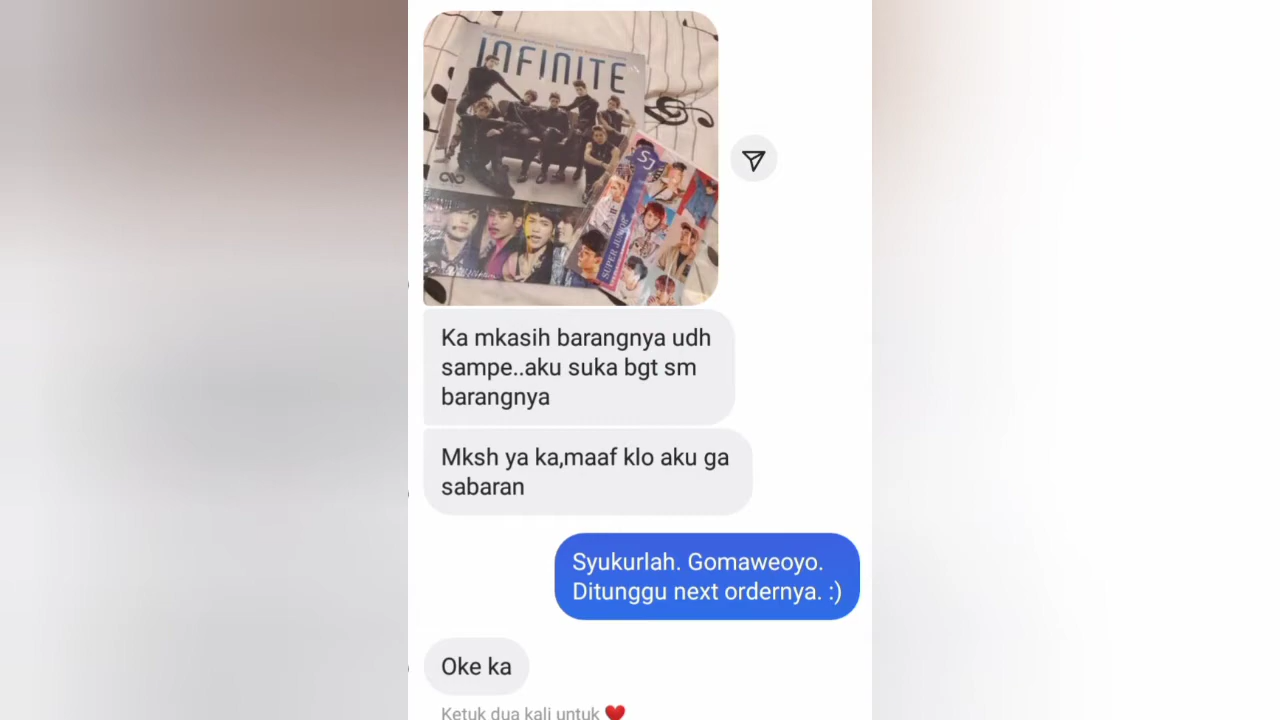 INFINITE
SJ
SUPER JUNIOR
Ka mkasih barangnya udh
sampe..aku suka bgt sm
barangnya
Mksh ya ka,maaf klo aku ga
sabaran
Syukurlah. Gomaweoyo.
Ditunggu next ordernya. :)
Oke ka
Ketuk dua kali untuk ❤️